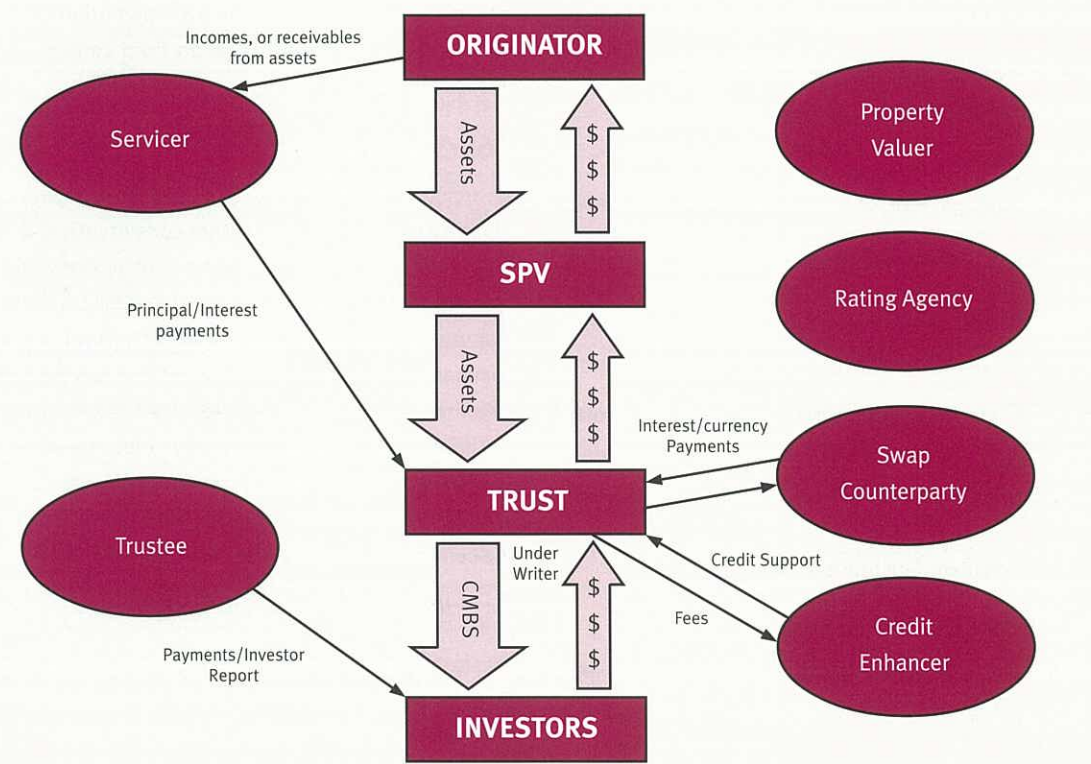 Incomes, or receivables
from assets
ORIGINATOR
Servicer
Assets
$
$
$
Property
Valuer
SPV
Rating Agency
Principal/Interest
payments
Assets
$
$
$
Interest/currency
Payments
Swap
Counterparty
TRUST
Trustee
Under
Writer
Credit Support
CMBS
$
$
$
Fees
Credit
Enhancer
Payments/Investor
Report
INVESTORS